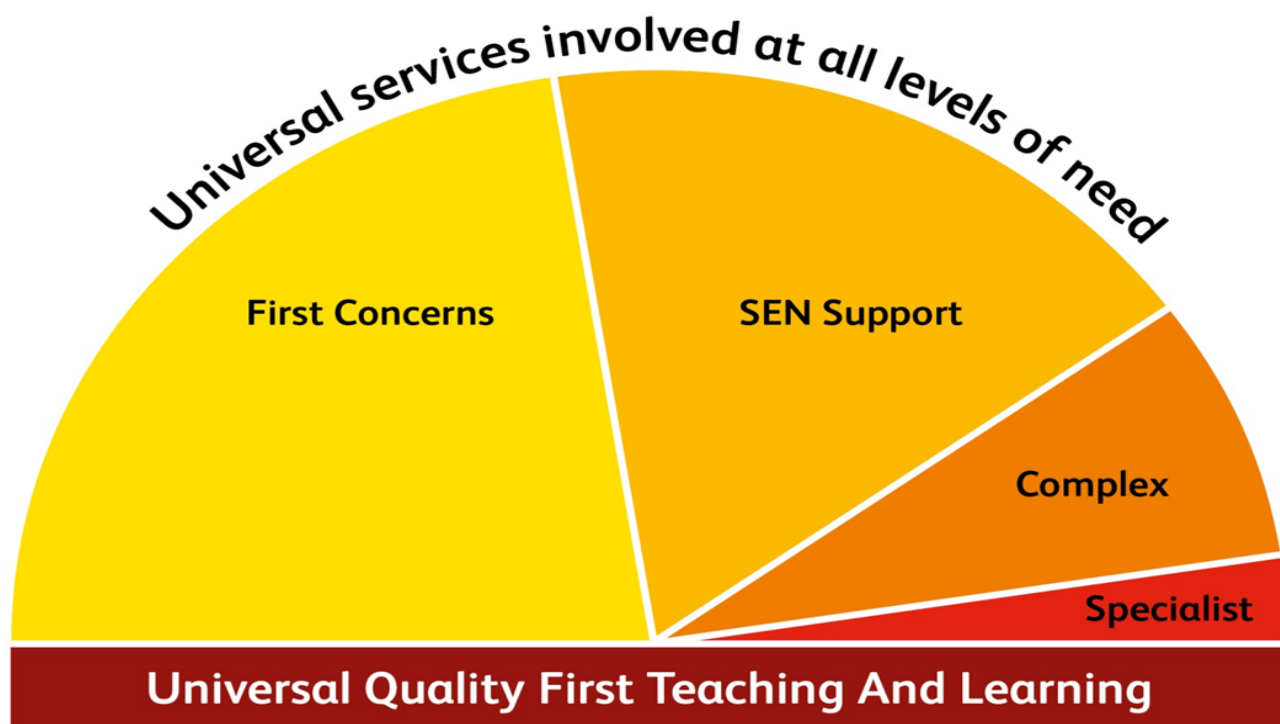 Universal services involved at all levels of need
First Concerns
SEN Support
Complex
Specialist
Universal Quality First Teaching And Learning